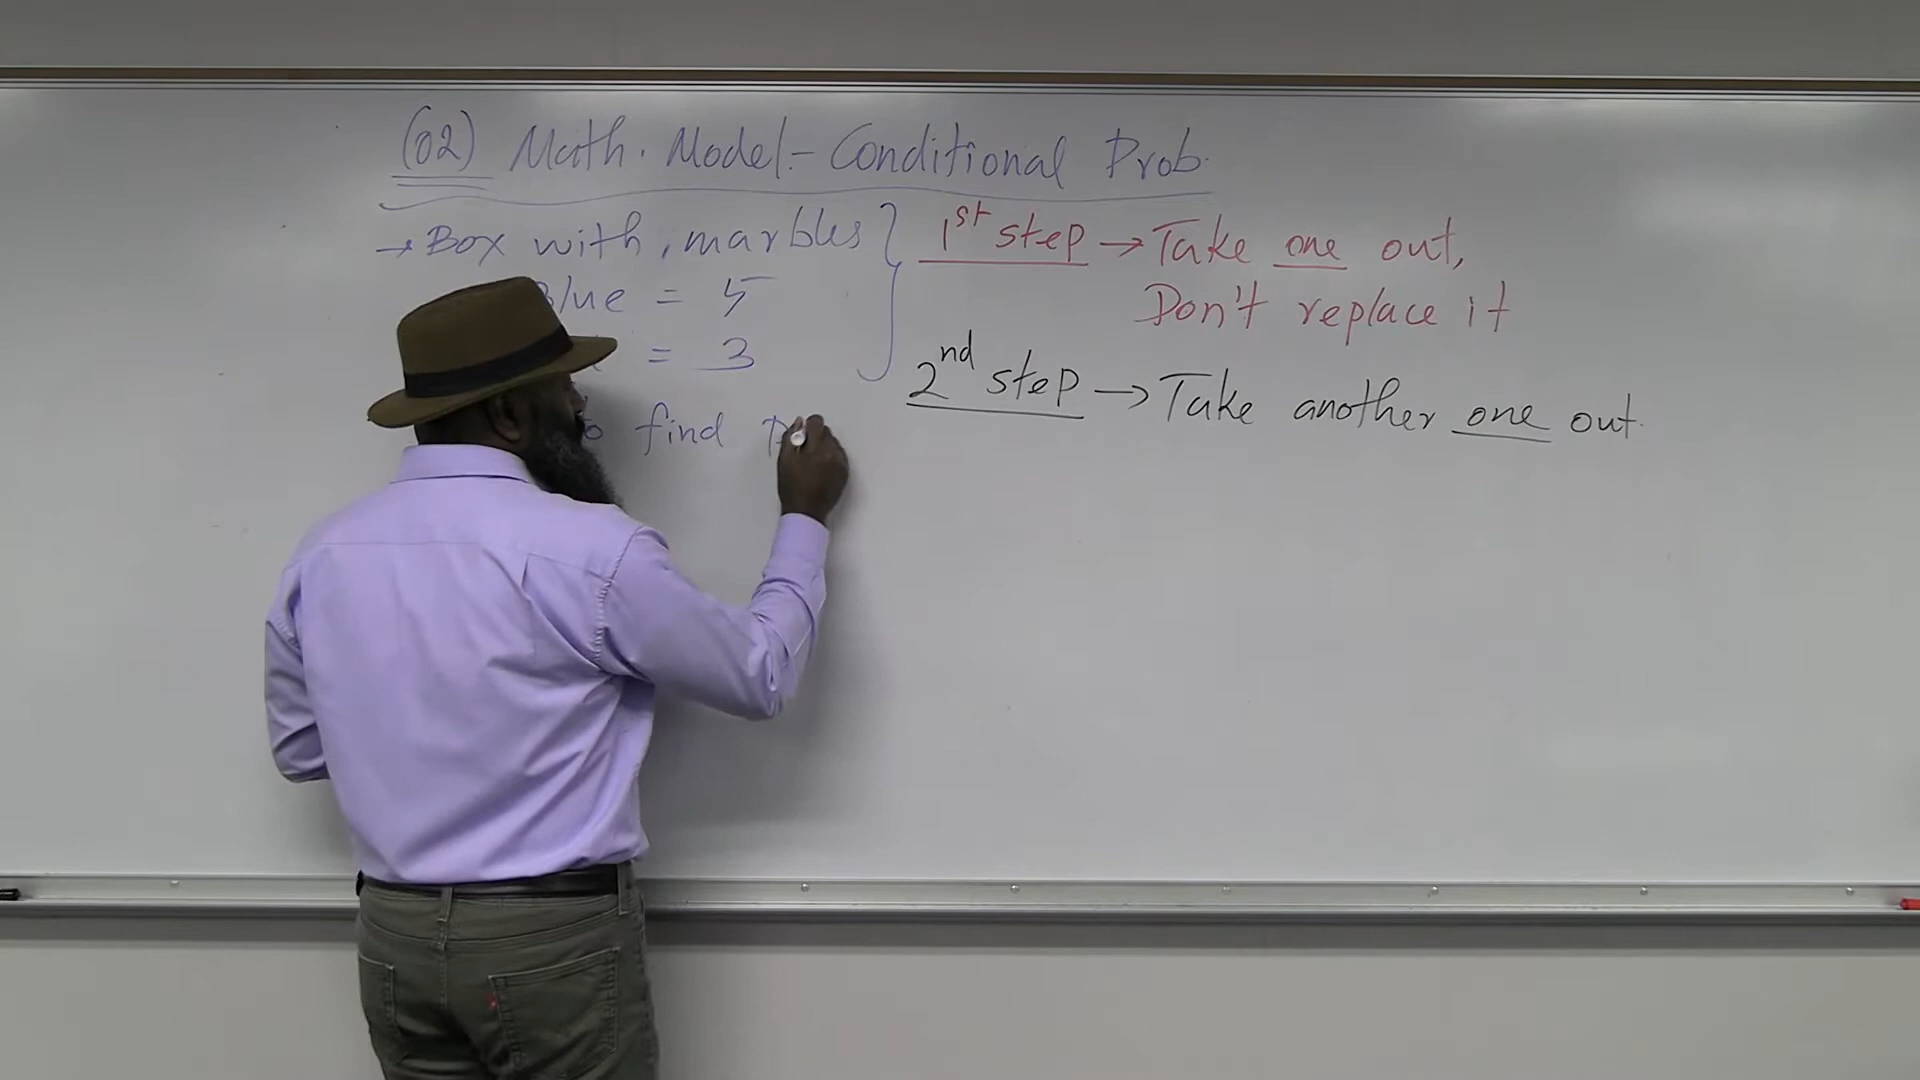 (02) Math. Model - Conditional Prob.
→ Box with, marbles
Blue = 5
= 3
to find
1st step → Take one out,
Don't replace it
2nd step → Take another one out.